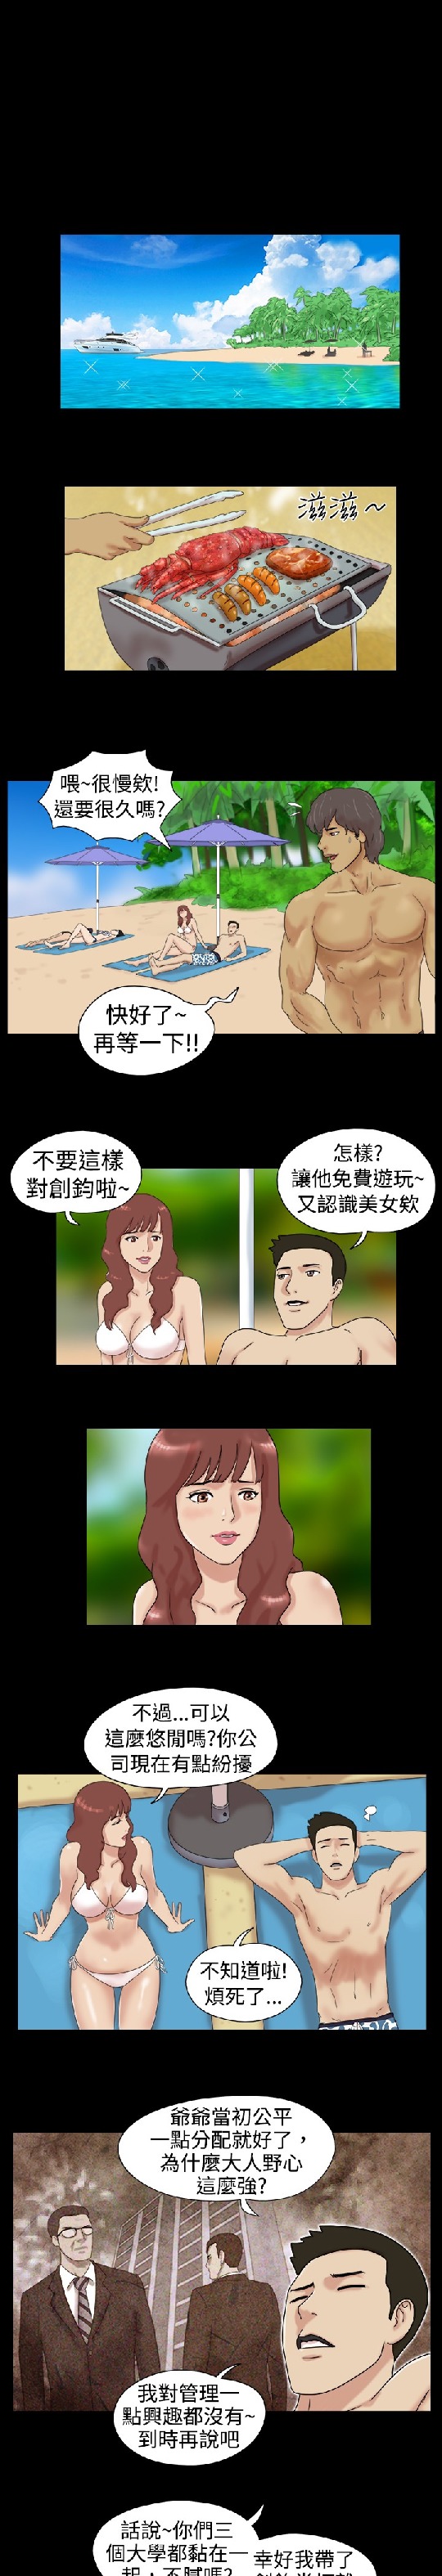 滋滋~
喂~很慢欸!
還要很久嗎?
快好了~
再等一下!!
不要這樣
對創鈞啦~
怎樣?
讓他免費遊玩~
又認識美女欸
不過...可以
這麼悠閒嗎?你公
司現在有點紛擾
不知道啦!
煩死了...
爺爺當初公平
一點分配就好了,
為什麼大人野心
這麼強?
我對管理一
點興趣都沒有~
到時再說吧
話說~你們三
個大學都黏在一
起,不膩嗎?
幸好我帶了